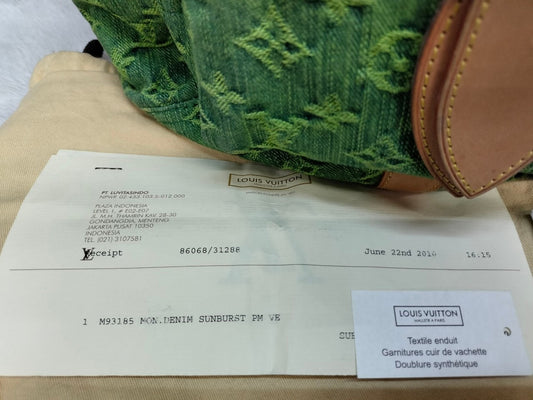 PT. LUVITASINDO
LOUIS VUITTON
PLAZA INDONESIA
LEVEL 1, # E02-E07
JL. M.H. THAMRIN KAV. 28-30
GONDANGDIA, MENTENG
JAKARTA PUSAT 10350
INDONESIA
TEL. (021) 3107581
eceipt 86068/31288 June 22nd 2010 16:15
1 M93185 MON.DENIM SUNBURST PM VE
LOUIS VUITTON
MALLETIER A PARIS
Textile enduit
Garnitures cuir de vachette
Doublure synthétique